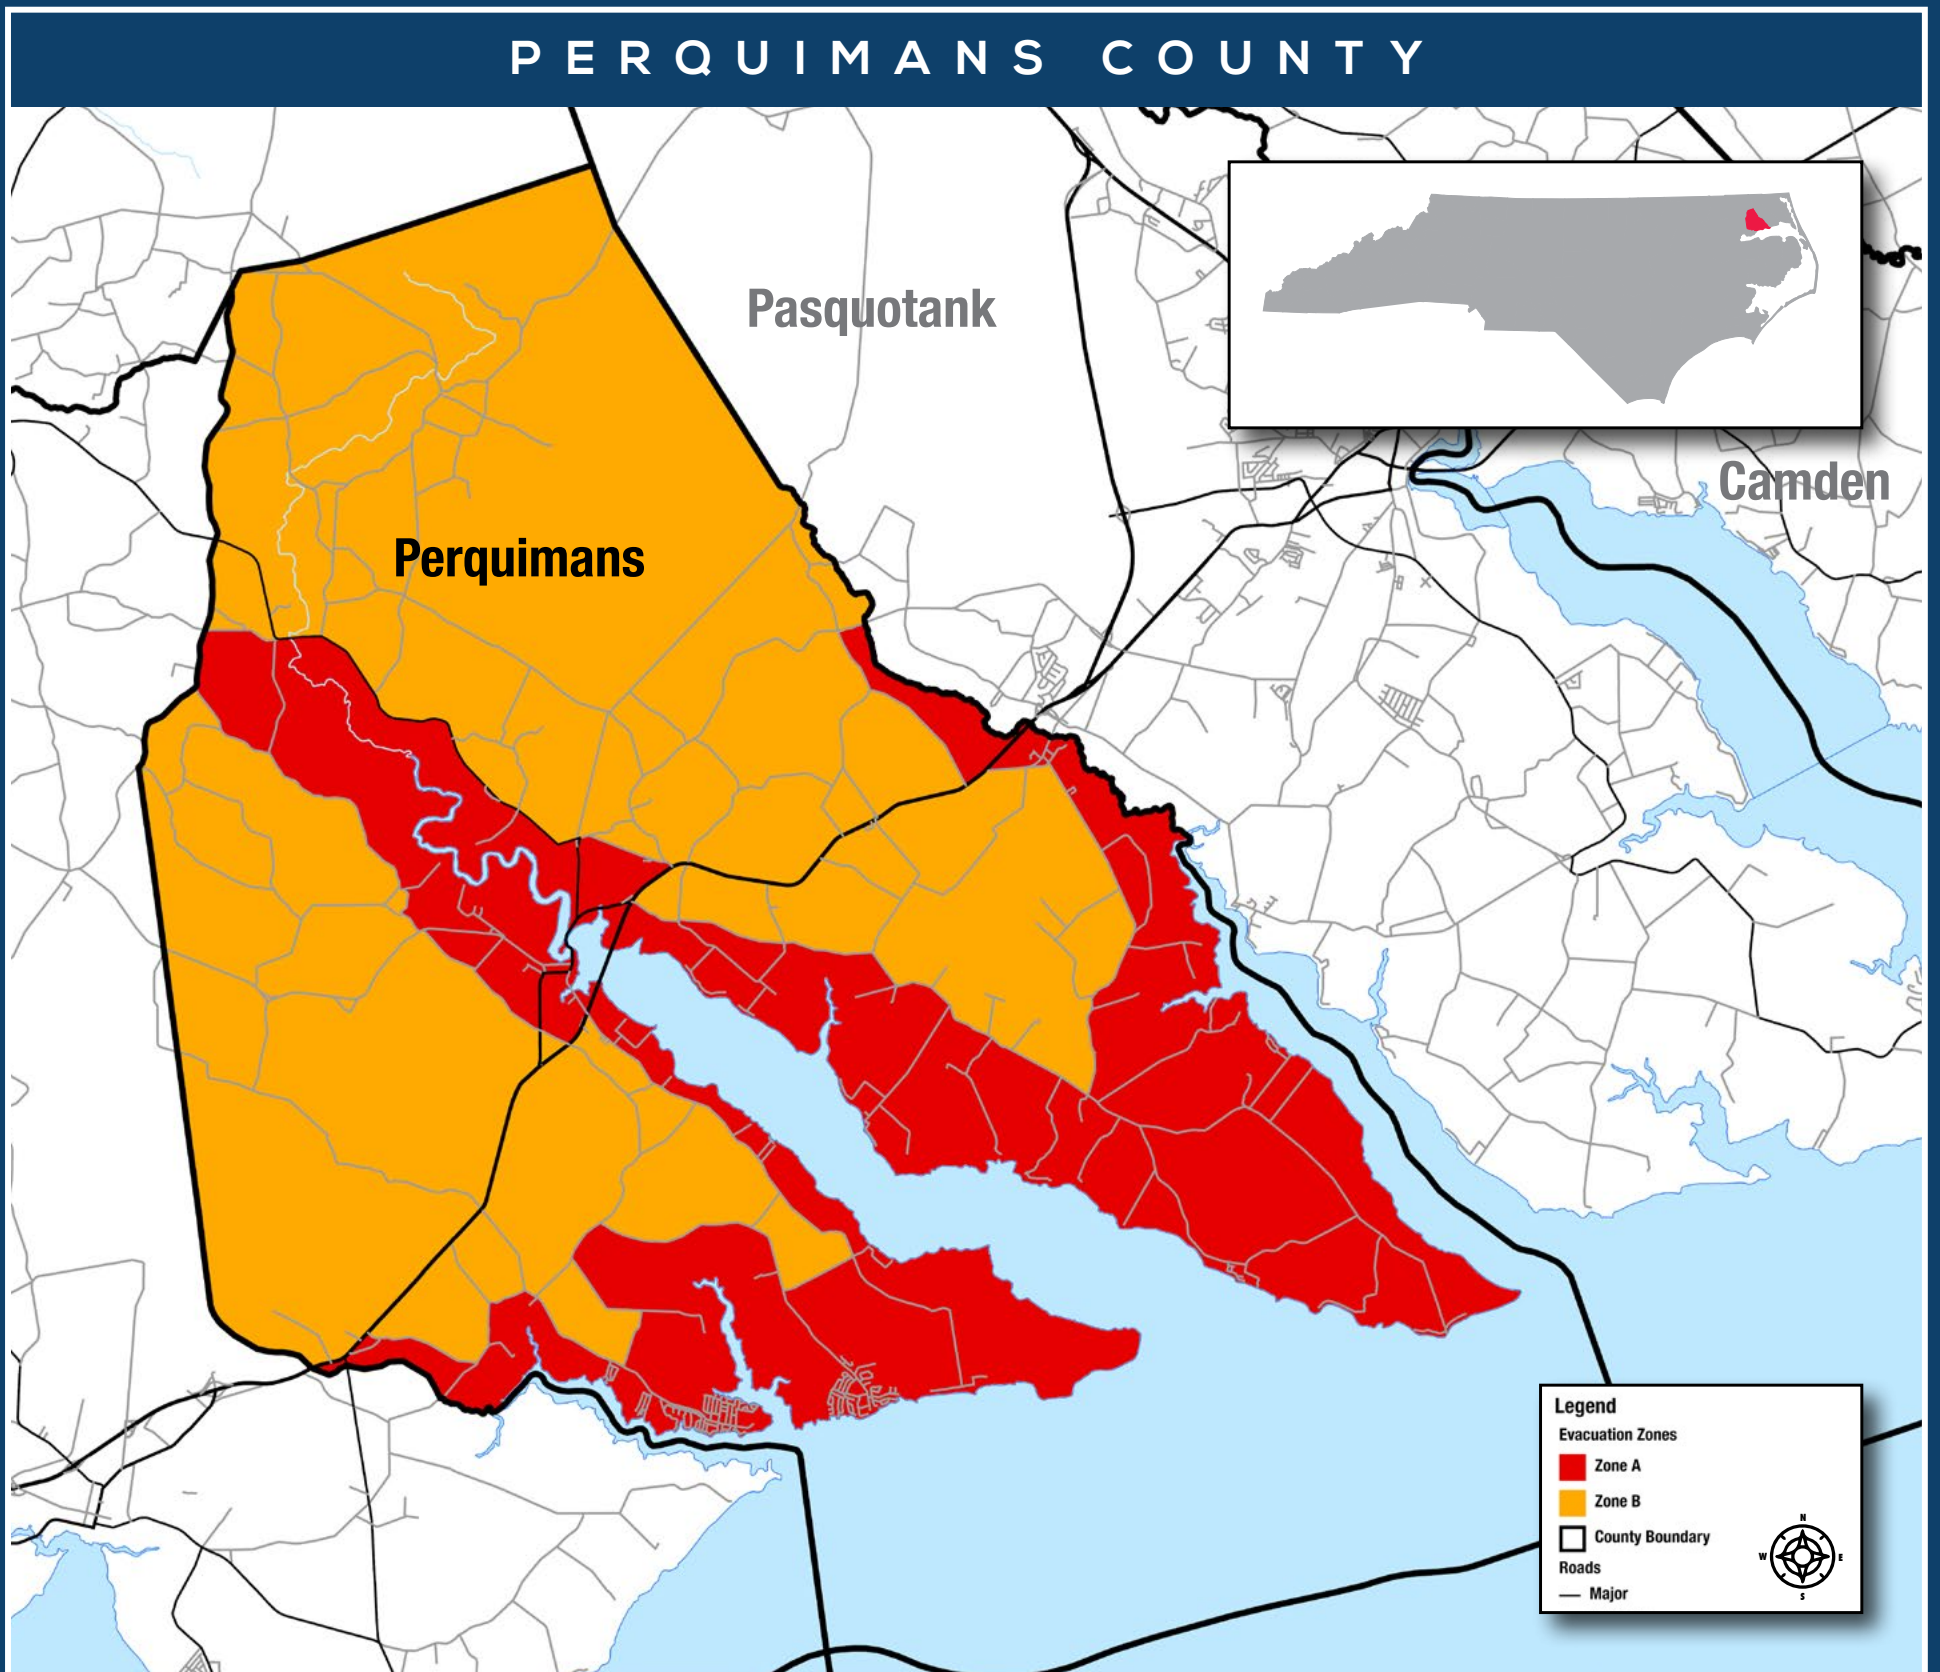 PERQUIMANS COUNTY
Pasquotank
Camden
Perquimans
Legend
Evacuation Zones
Zone A
Zone B
County Boundary
Roads
Major
N
W
E
S